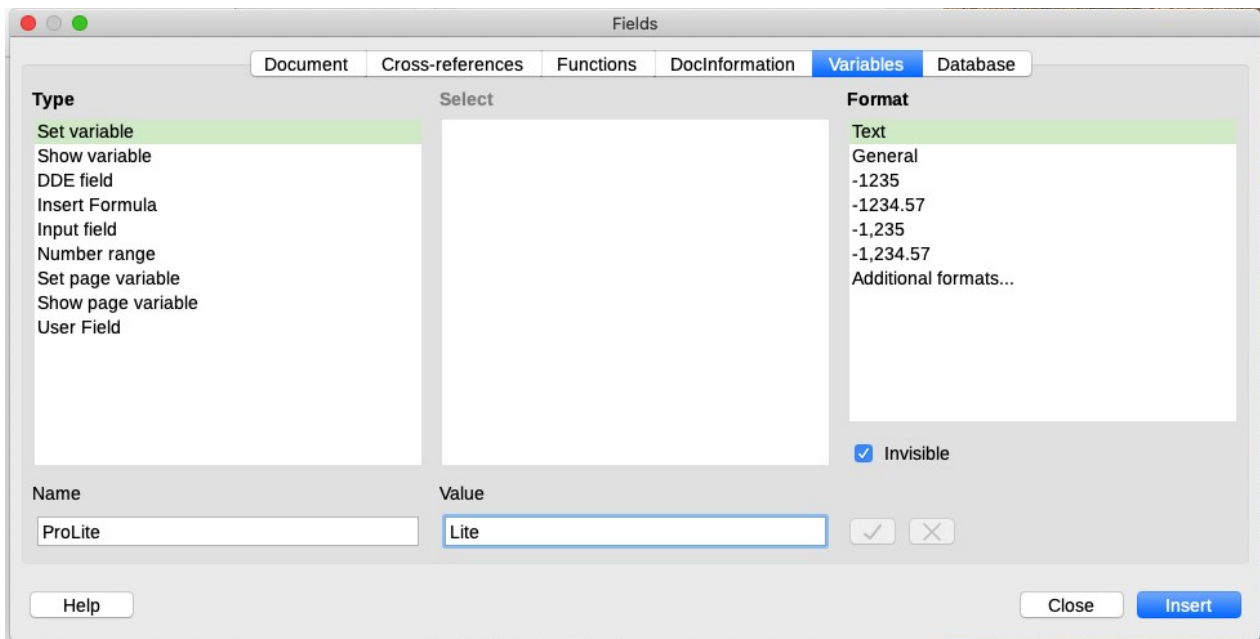 Fields
Document Cross-references Functions DocInformation Variables Database
Type
Set variable
Show variable
DDE field
Insert Formula
Input field
Number range
Set page variable
Show page variable
User Field
Select
Format
Text
General
-1235
-1234.57
-1,235
-1,234.57
Additional formats...
Invisible
Name
ProLite
Value
Lite
Help
Close
Insert